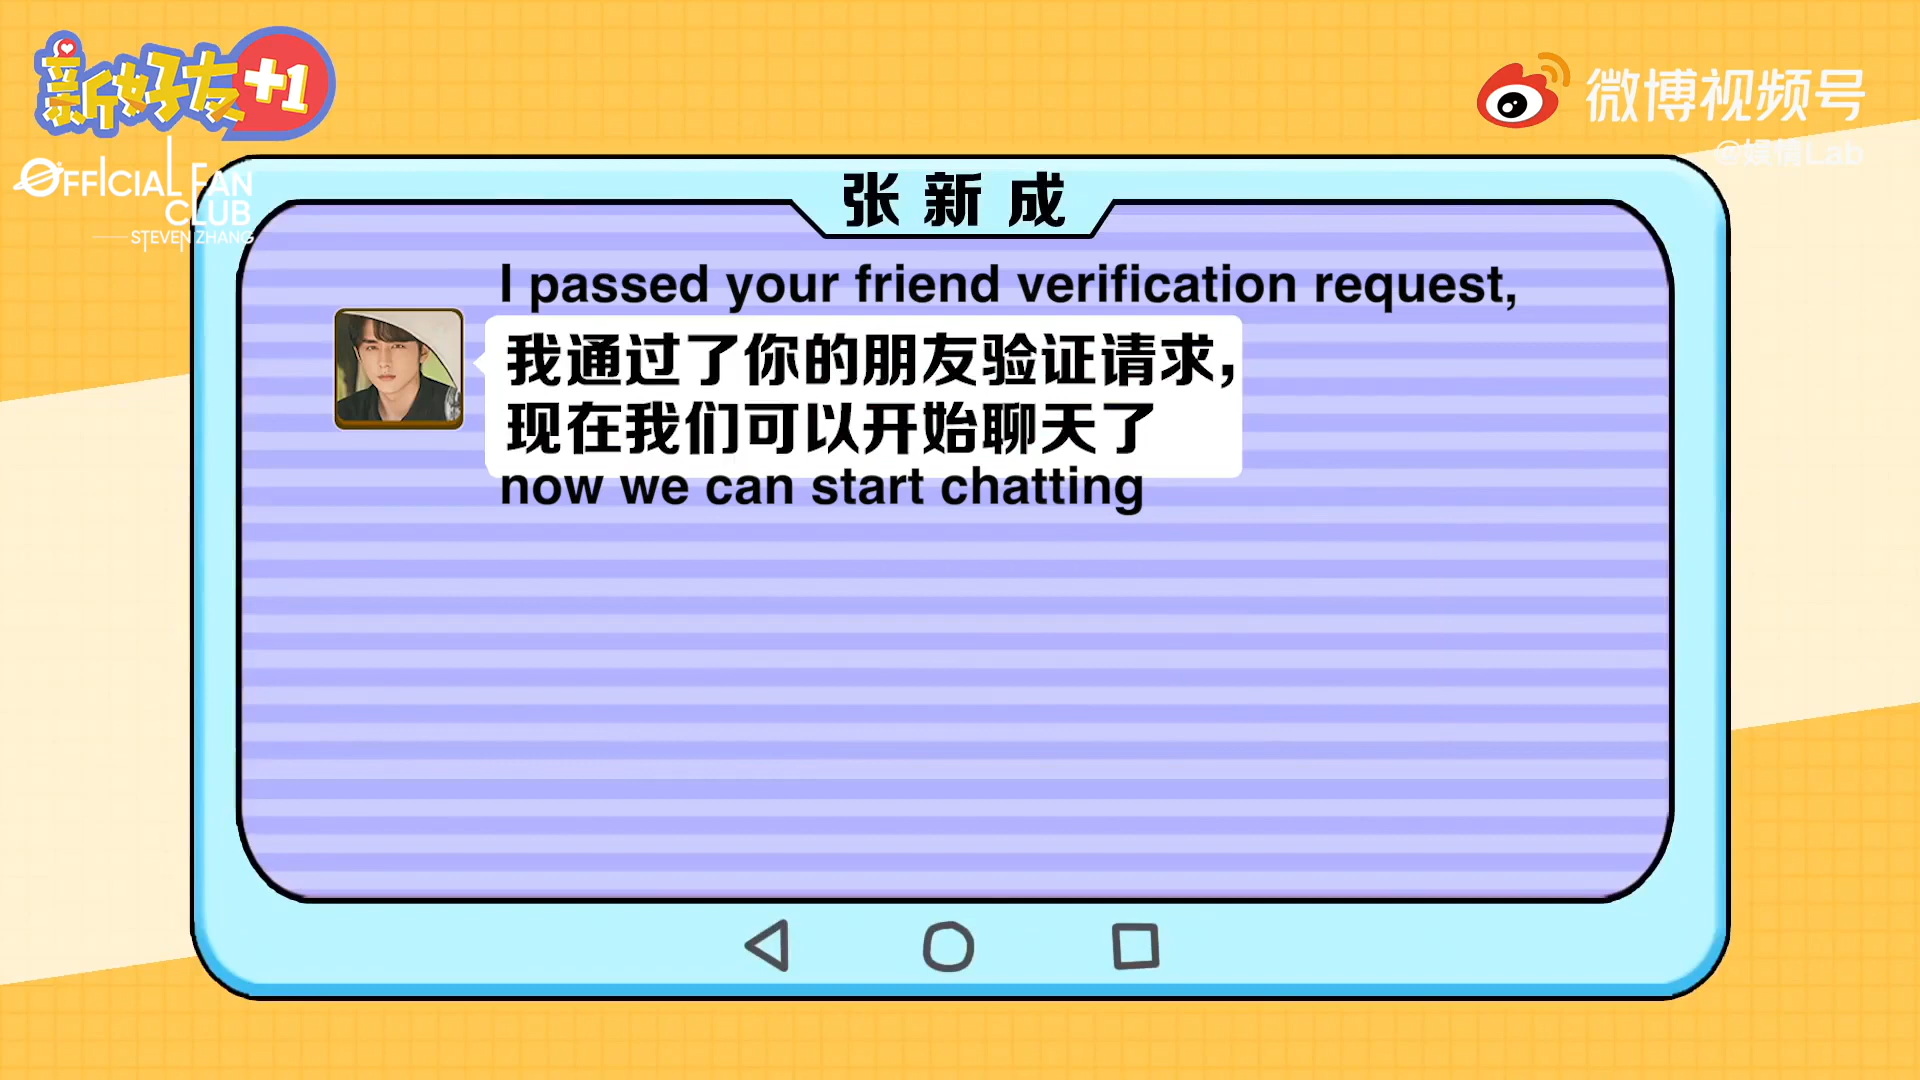 新好友+1
微博视频号
OFFICIAL FAN
CLUB
STEVEN ZHANG
张新成
I passed your friend verification request,
我通过了你的朋友验证请求,
现在我们可以开始聊天了
now we can start chatting